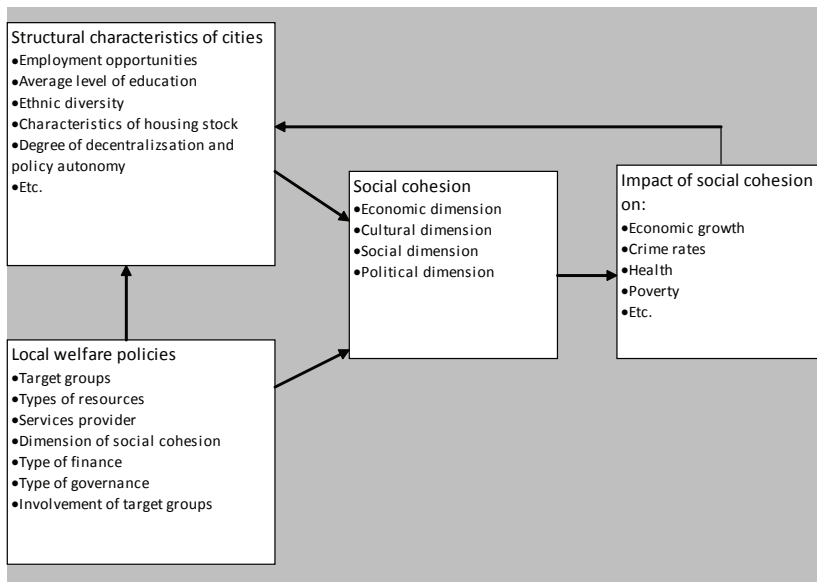 Structural characteristics of cities
•Employment opportunities
•Average level of education
•Ethnic diversity
•Characteristics of housing stock
•Degree of decentralizsation and
policy autonomy
•Etc.
Social cohesion
•Economic dimension
•Cultural dimension
•Social dimension
•Political dimension
Impact of social cohesion
on:
•Economic growth
•Crime rates
•Health
•Poverty
•Etc.
Local welfare policies
•Target groups
•Types of resources
•Services provider
•Dimension of social cohesion
•Type of finance
•Type of governance
•Involvement of target groups